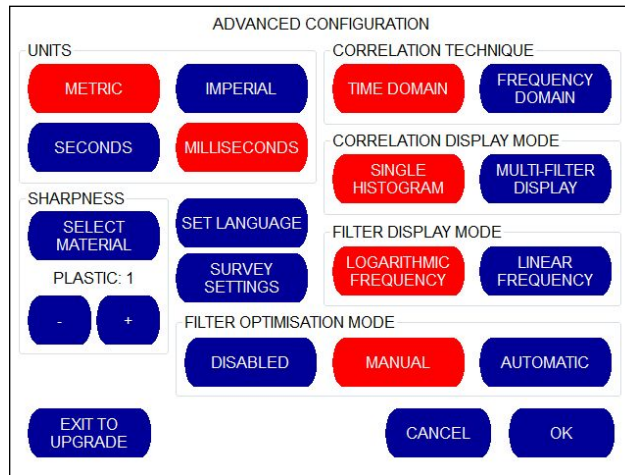 ADVANCED CONFIGURATION
UNITS
METRIC
IMPERIAL
SECONDS
MILLISECONDS
CORRELATION TECHNIQUE
TIME DOMAIN
FREQUENCY
DOMAIN
CORRELATION DISPLAY MODE
SINGLE
HISTOGRAM
MULTI-FILTER
DISPLAY
SHARPNESS
SELECT
MATERIAL
PLASTIC: 1
-
+
SET LANGUAGE
SURVEY
SETTINGS
FILTER DISPLAY MODE
LOGARITHMIC
FREQUENCY
LINEAR
FREQUENCY
FILTER OPTIMISATION MODE
DISABLED
MANUAL
AUTOMATIC
EXIT TO
UPGRADE
CANCEL
OK